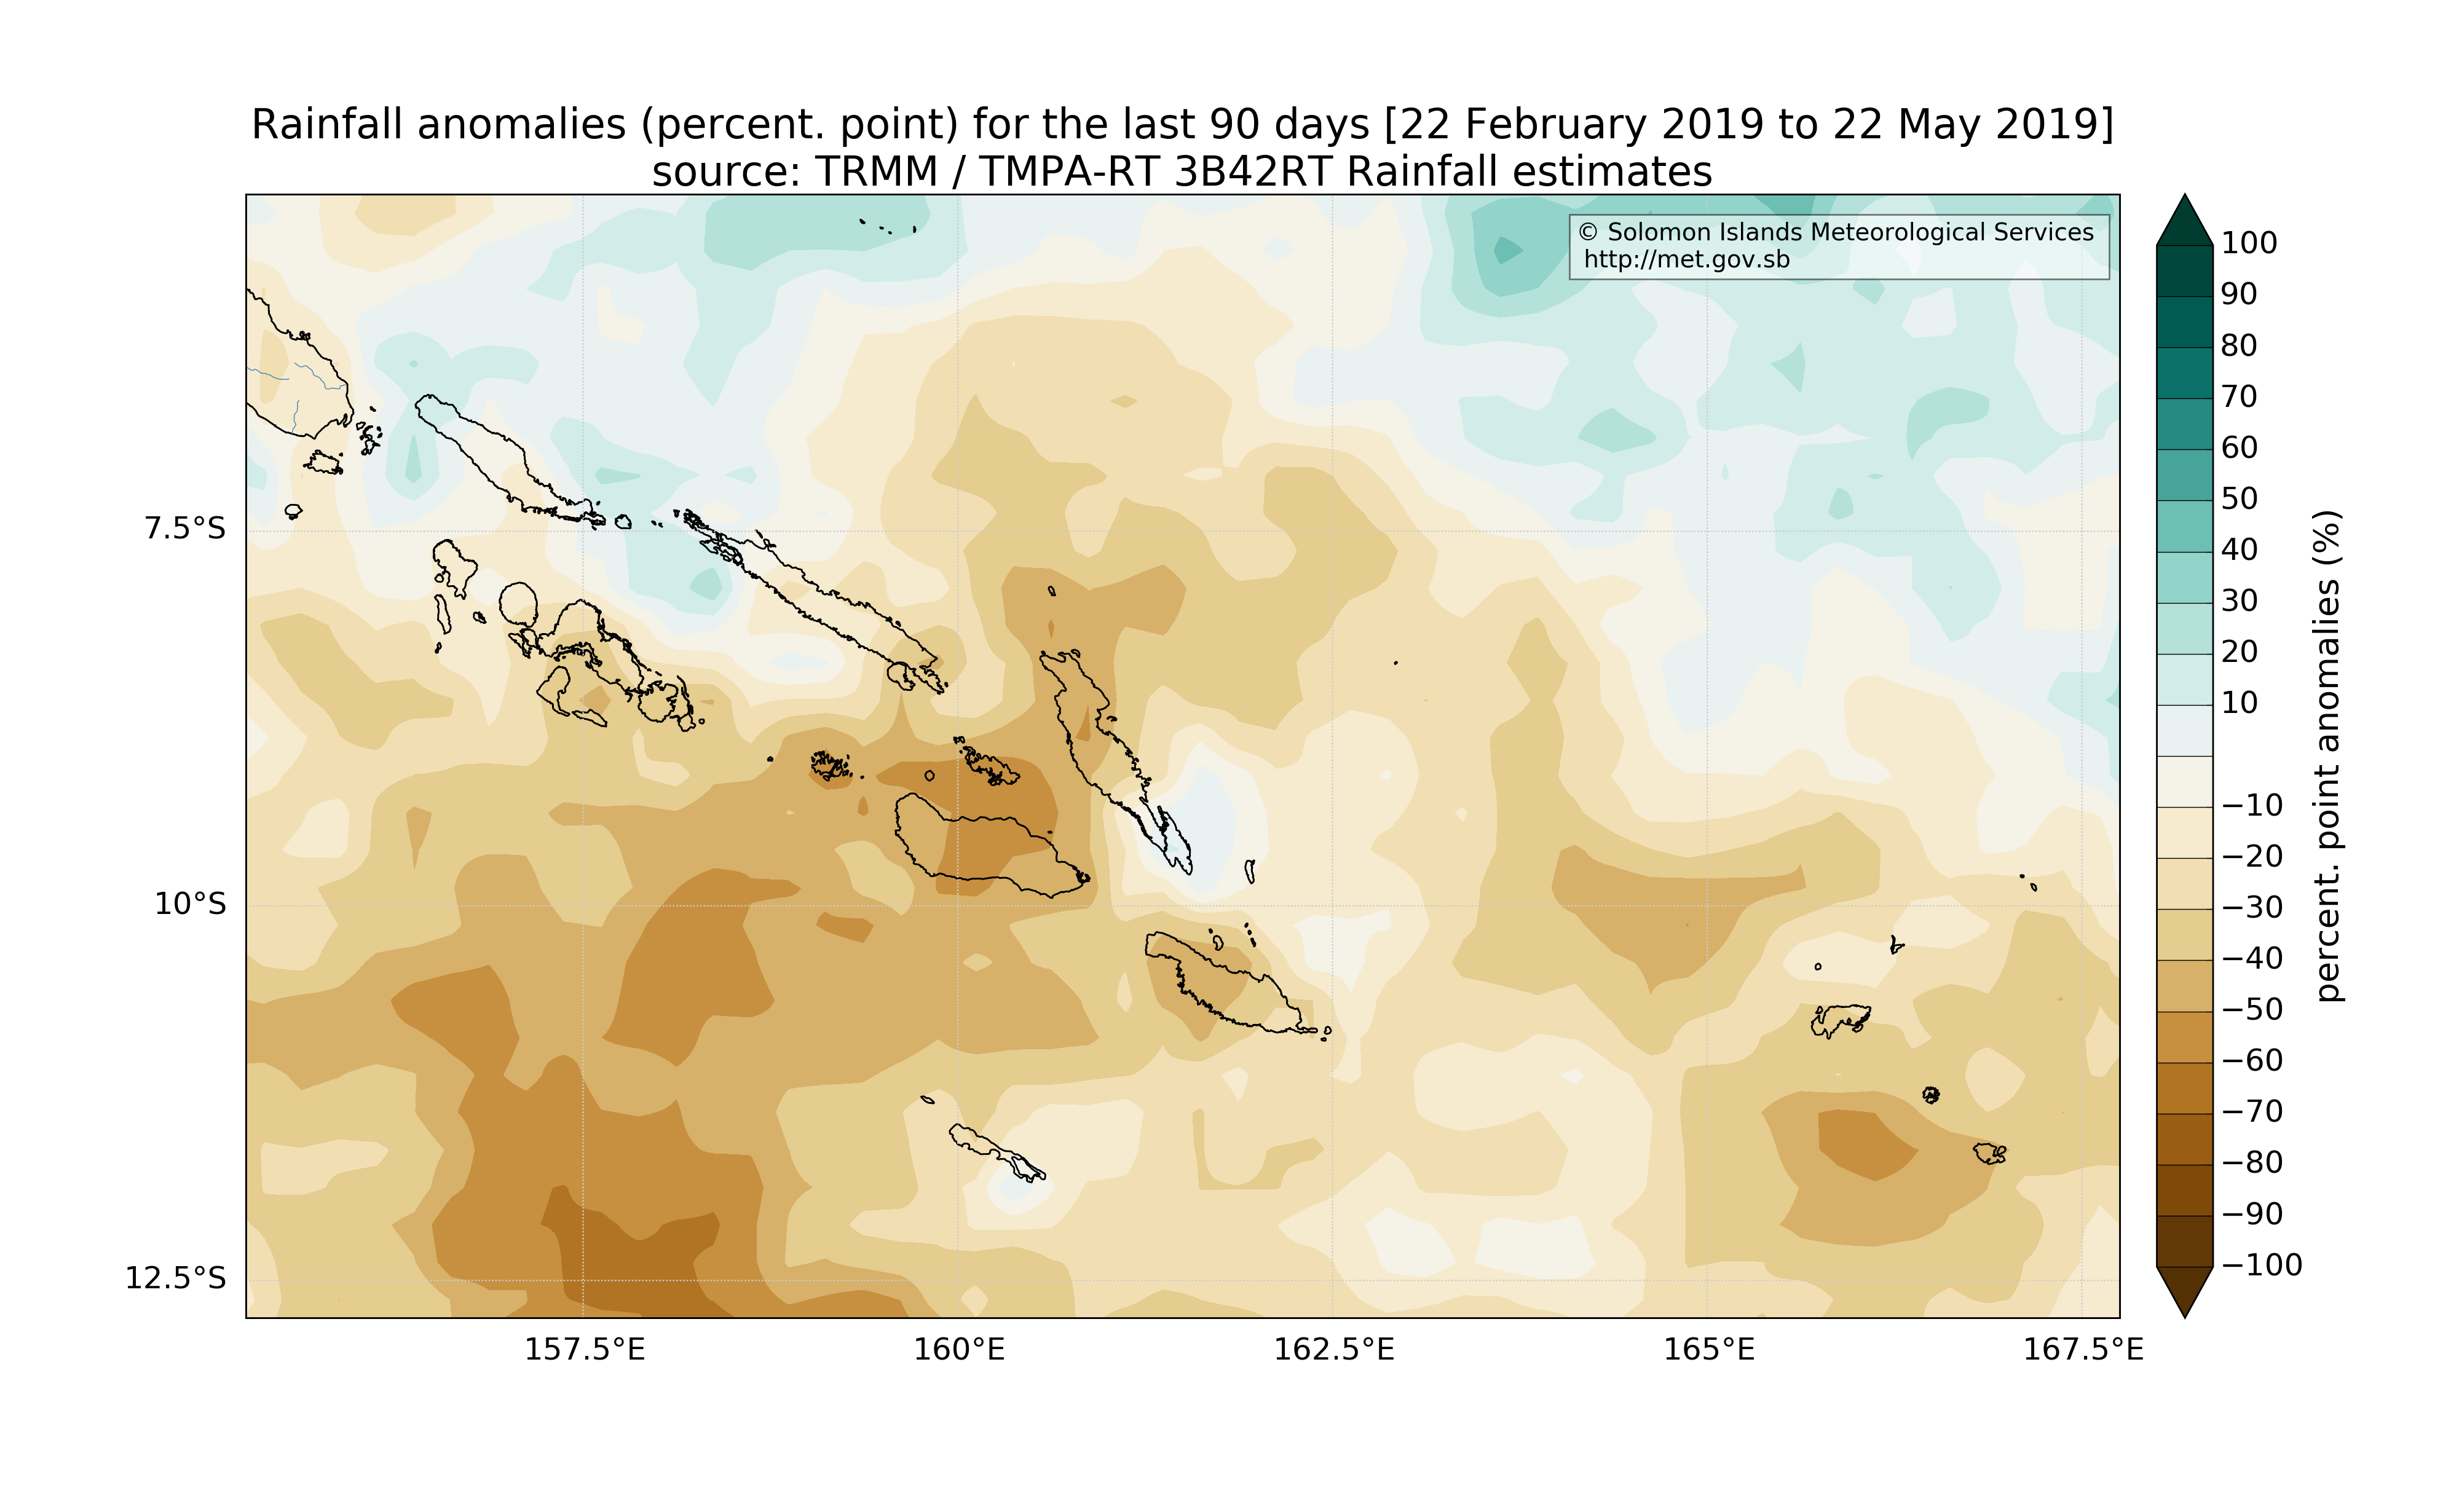 Rainfall anomalies (percent. point) for the last 90 days [22 February 2019 to 22 May 2019]
source: TRMM / TMPA-RT 3B42RT Rainfall estimates
© Solomon Islands Meteorological Services
http://met.gov.sb
7.5°S
10°S
12.5°S
157.5°E
160°E
162.5°E
165°E
167.5°E
100
90
80
70
60
50
40
30
20
10
−10
−20
−30
−40
−50
−60
−70
−80
−90
−100
percent. point anomalies (%)